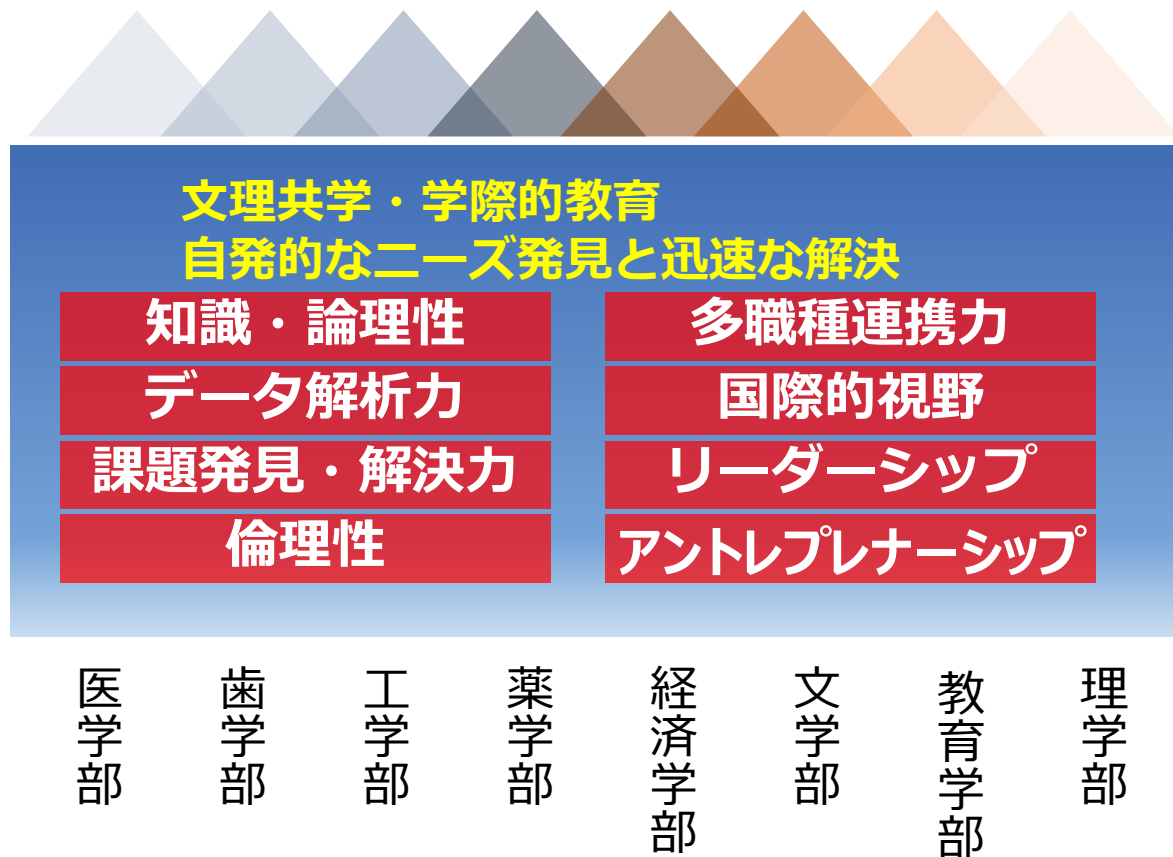 文理共学・学際的教育
自発的なニーズ発見と迅速な解決
知識・論理性
多職種連携力
データ解析力
国際的視野
課題発見・解決力
リーダーシップ
倫理性
アントレプレナーシップ
医学部
歯学部
工学部
薬学部
経済学部
文学部
教育学部
理学部